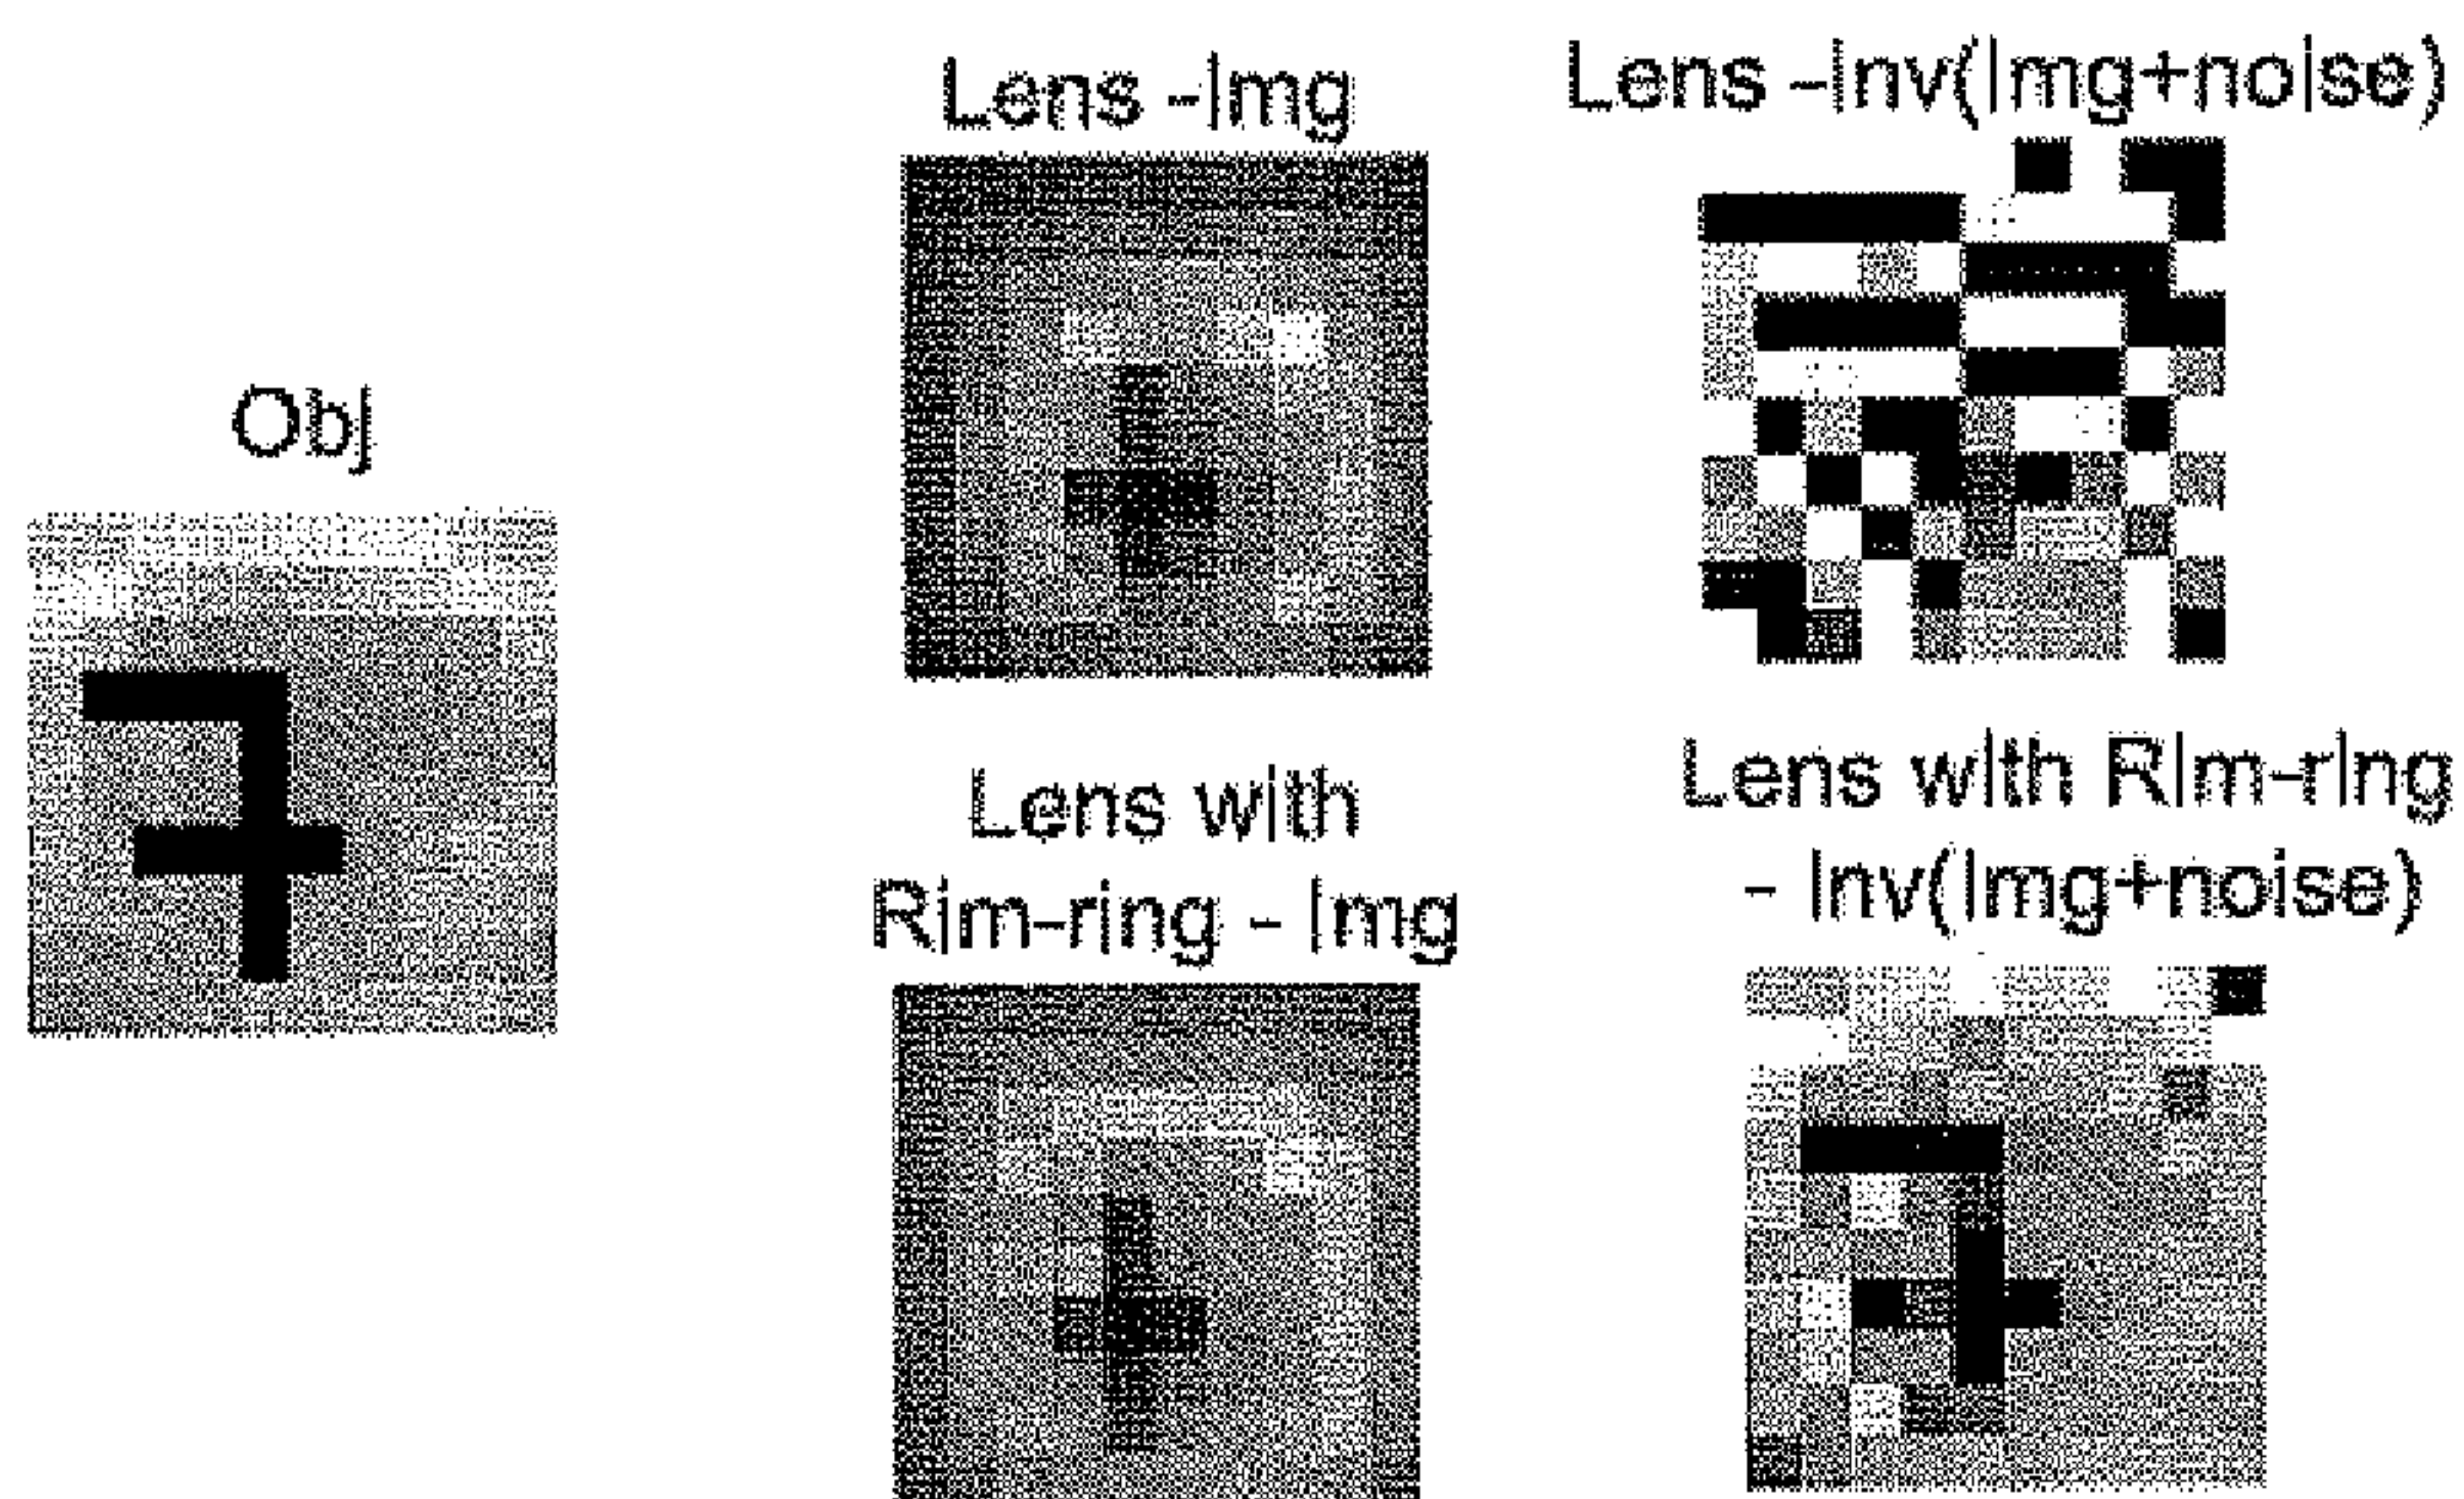 Obj
Lens -Img
Lens -Inv(Img+noise)
Lens with
Rim-ring - Img
Lens with Rim-ring
- Inv(Img+noise)